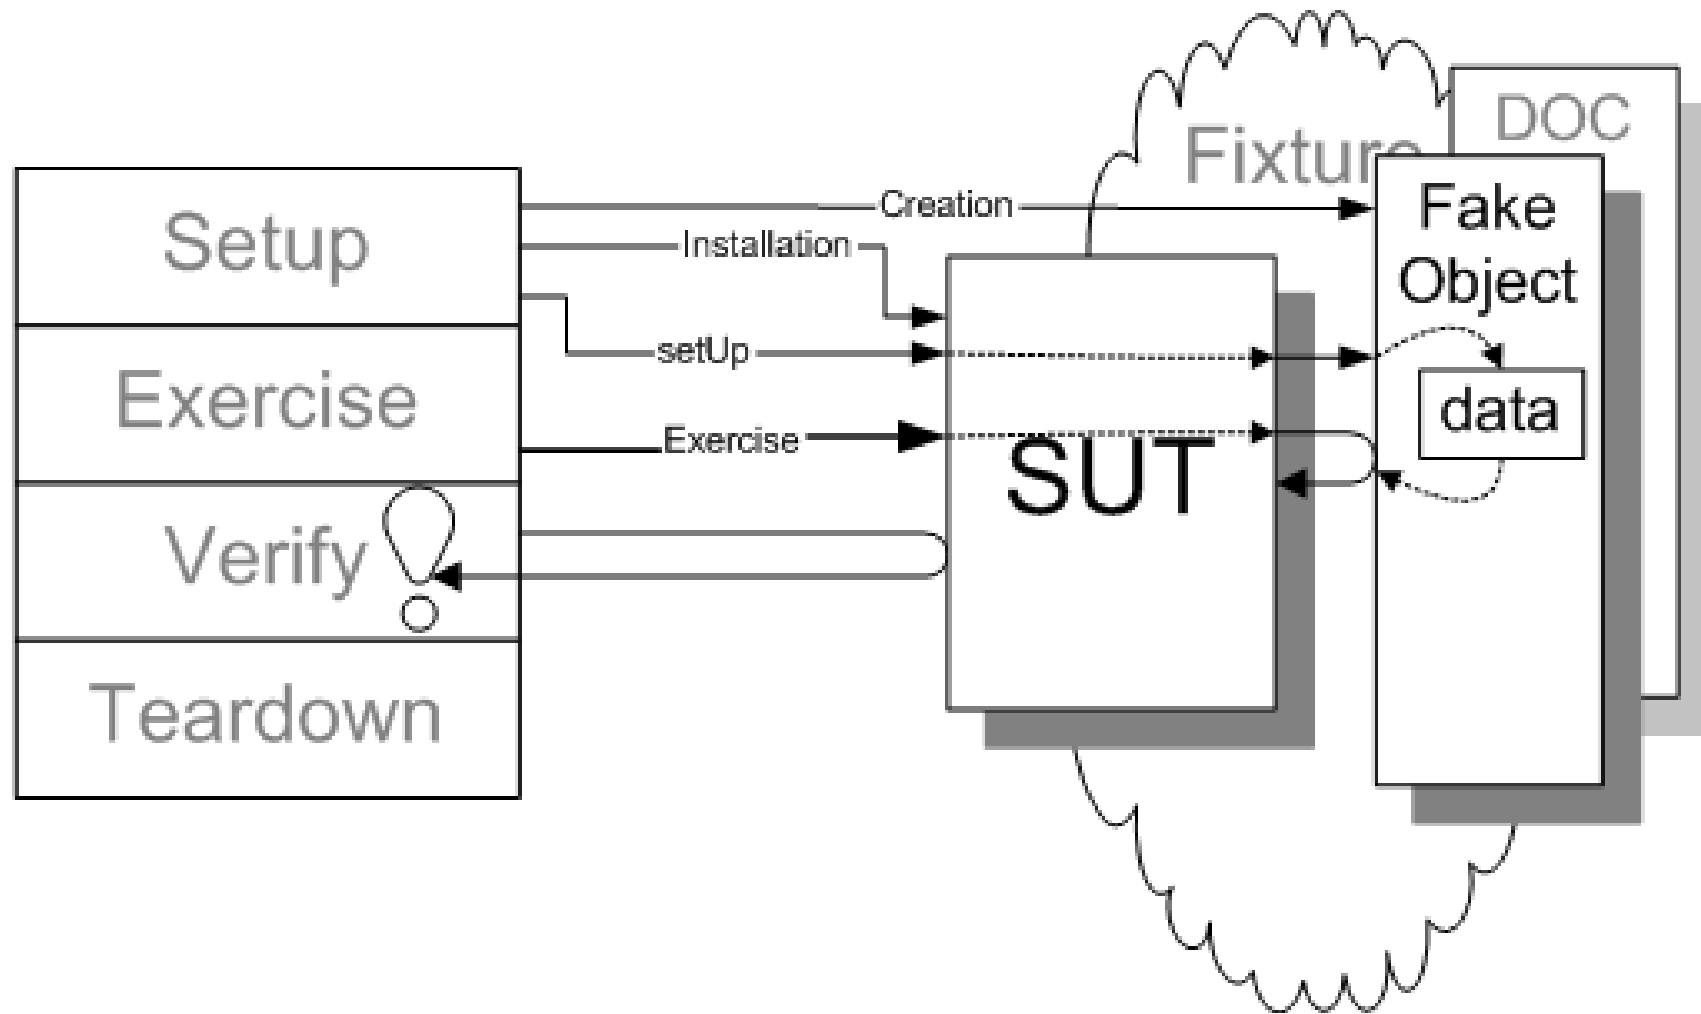 Setup
Exercise
Verify
Teardown
Creation
Installation
setUp
Exercise
SUT
Fixture
DOC
Fake
Object
data